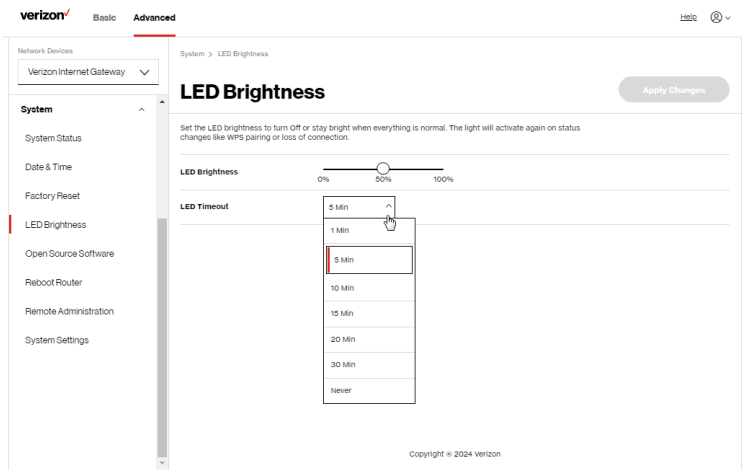 verizon
Basic
Advanced
Help
Network Devices
Verizon Internet Gateway
System
System Status
Date & Time
Factory Reset
LED Brightness
Open Source Software
Reboot Router
Remote Administration
System Settings
System > LED Brightness
LED Brightness
Apply Changes
Set the LED brightness to turn Off or stay bright when everything is normal. The light will activate again on status
changes like WPS pairing or loss of connection.
LED Brightness
0% 50% 100%
LED Timeout
5 Min
1 Min
5 Min
10 Min
15 Min
20 Min
30 Min
Never
Copyright © 2024 Verizon